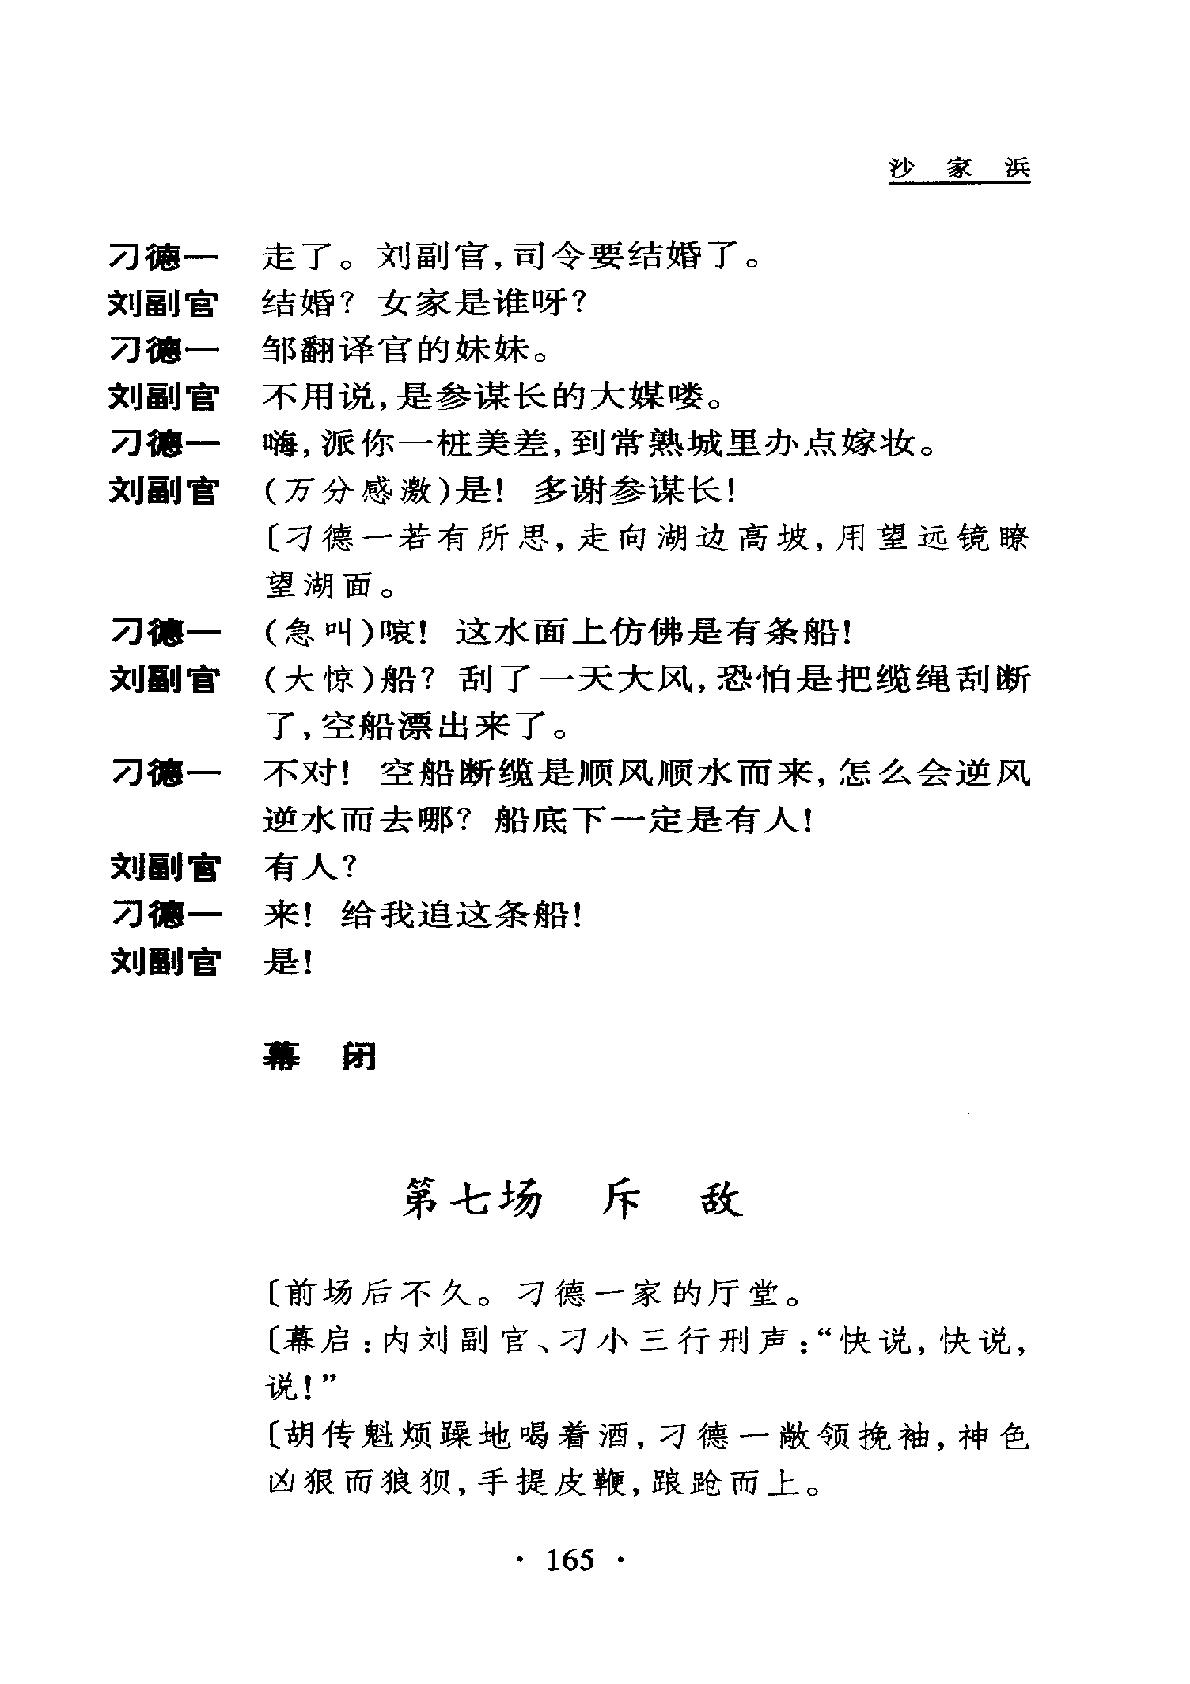 沙家浜
刁德一 走了。刘副官,司令要结婚了。
刘副官 结婚？女家是谁呀？
刁德一 邹翻译官的妹妹。
刘副官 不用说,是参谋长的大媒喽。
刁德一 嗨,派你一桩美差,到常熟城里办点嫁妆。
刘副官 (万分感激)是！多谢参谋长！
〔刁德一若有所思,走向湖边高坡,用望远镜瞭
望湖面。
刁德一 (急叫)嗳！这水面上仿佛是有条船！
刘副官 (大惊)船？刮了一天大风,恐怕是把缆绳刮断
了,空船漂出来了。
刁德一 不对！空船断缆是顺风顺水而来,怎么会逆风
逆水而去哪？船底下一定是有人！
刘副官 有人？
刁德一 来！给我追这条船！
刘副官 是！
幕 闭
第七场 斥 敌
〔前场后不久。刁德一家的厅堂。
〔幕启:内刘副官、刁小三行刑声:“快说,快说,
说！”
〔胡传魁烦躁地喝着酒,刁德一敞领挽袖,神色
凶狠而狼狈,手提皮鞭,踉跄而上。
· 165 ·